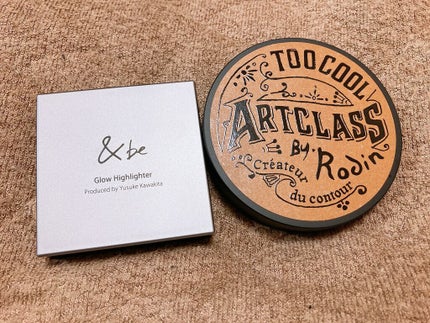 &be
Glow Highlighter
Produced by Yusuke Kawakita
TOO COOL
ARTCLASS
BY.
Rodin
Créateur
du contour